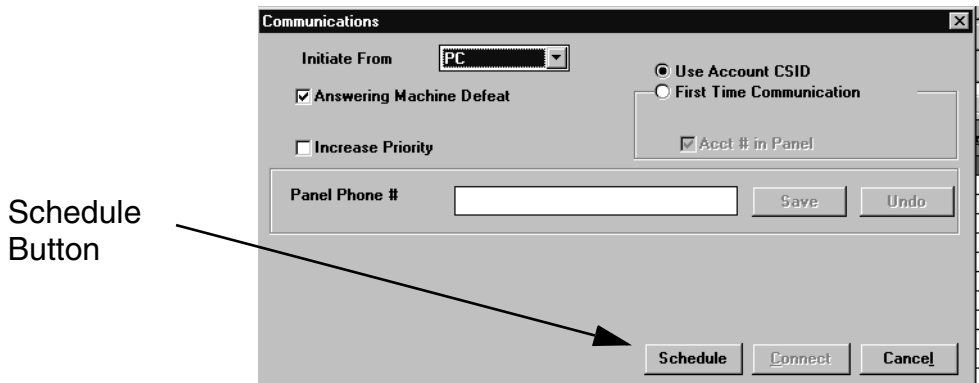 Communications
Initiate From PC
Use Account CSID
Answering Machine Defeat
First Time Communication
Increase Priority
Acct # in Panel
Panel Phone #
Save
Undo
Schedule
Button
Schedule
Connect
Cancel